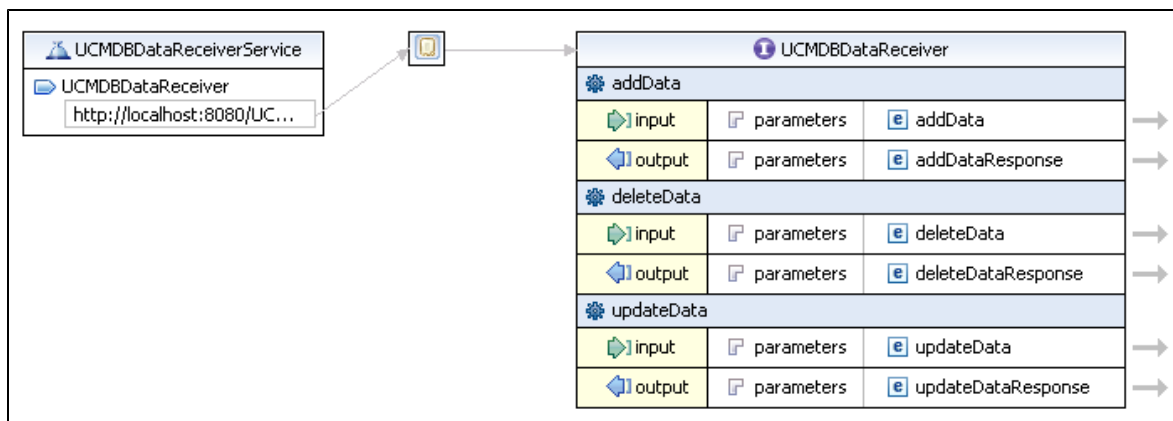 UCMDBDataReceiverService
UCMDBDataReceiver
http://localhost:8080/UC...
UCMDBDataReceiver
addData
input parameters addData
output parameters addDataResponse
deleteData
input parameters deleteData
output parameters deleteDataResponse
updateData
input parameters updateData
output parameters updateDataResponse